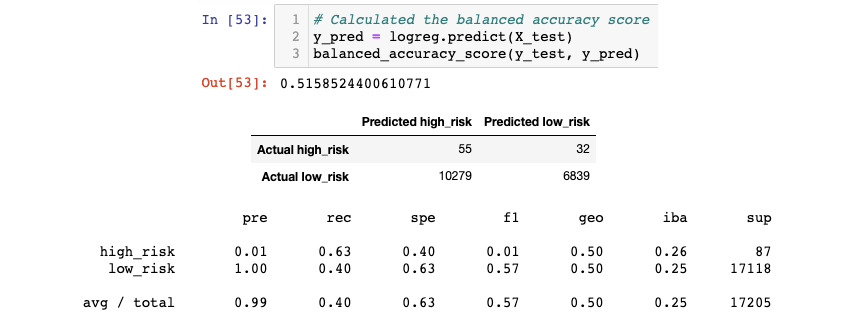 In [53]: 1 # Calculated the balanced accuracy score
2 y_pred = logreg.predict(X_test)
3 balanced_accuracy_score(y_test, y_pred)
Out[53]: 0.5158524400610771
Predicted high_risk Predicted low_risk
Actual high_risk 55 32
Actual low_risk 10279 6839
pre rec spe f1 geo iba sup
high_risk 0.01 0.63 0.40 0.01 0.50 0.26 87
low_risk 1.00 0.40 0.63 0.57 0.50 0.25 17118
avg / total 0.99 0.40 0.63 0.57 0.50 0.25 17205